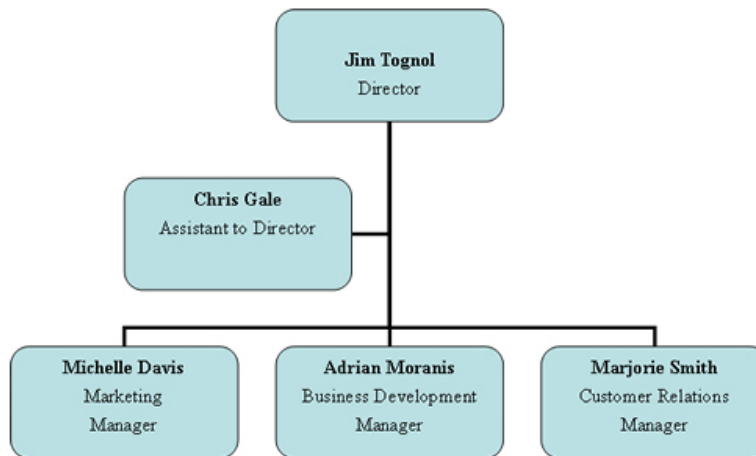 Jim Tognol
Director
Chris Gale
Assistant to Director
Michelle Davis
Marketing
Manager
Adrian Moranis
Business Development
Manager
Marjorie Smith
Customer Relations
Manager